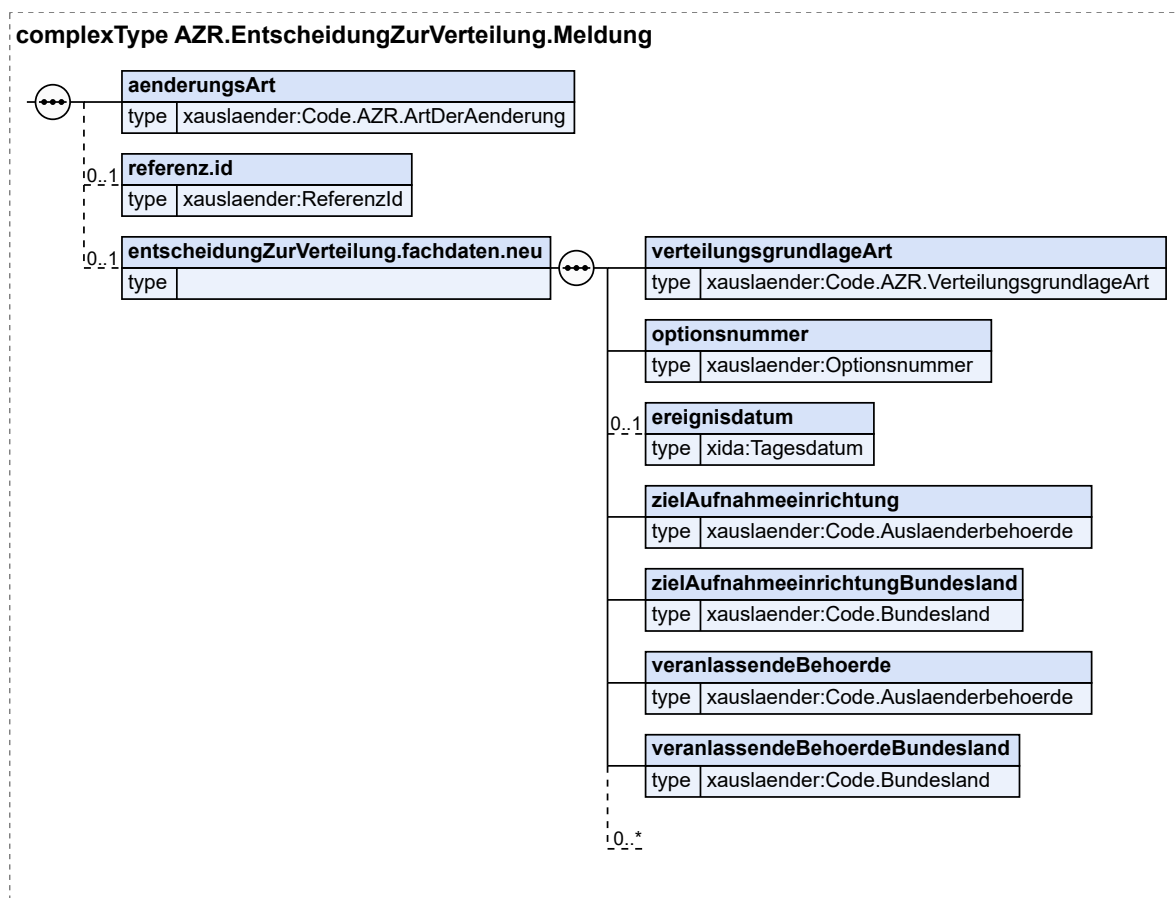 complexType AZR.EntscheidungZurVerteilung.Meldung
aenderungsArt
type xauslaender:Code.AZR.ArtDerAenderung
0..1 referenz.id
type xauslaender:ReferenzId
0..1 entscheidungZurVerteilung.fachdaten.neu
type
verteilungsgrundlageArt
type xauslaender:Code.AZR.VerteilungsgrundlageArt
optionsnummer
type xauslaender:Optionsnummer
0..1 ereignisdatum
type xida:Tagesdatum
zielAufnahmeeinrichtung
type xauslaender:Code.Auslaenderbehoerde
zielAufnahmeeinrichtungBundesland
type xauslaender:Code.Bundesland
veranlassendeBehoerde
type xauslaender:Code.Auslaenderbehoerde
veranlassendeBehoerdeBundesland
type xauslaender:Code.Bundesland
0..*